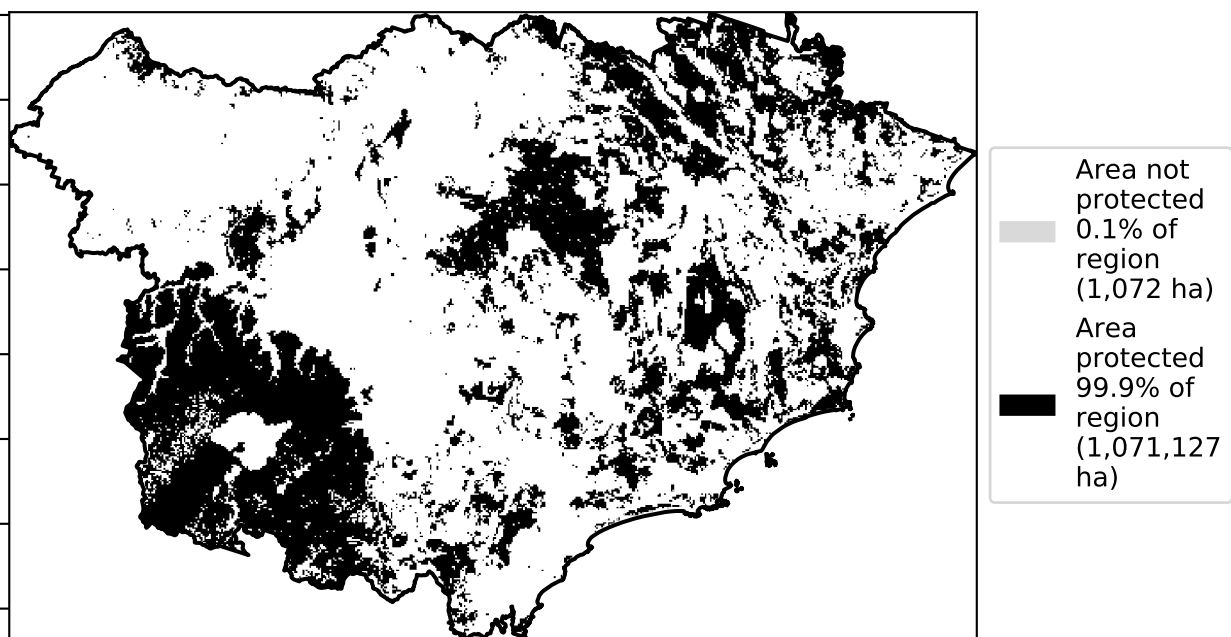 Area not
protected
0.1% of
region
(1,072 ha)
Area
protected
99.9% of
region
(1,071,127
ha)